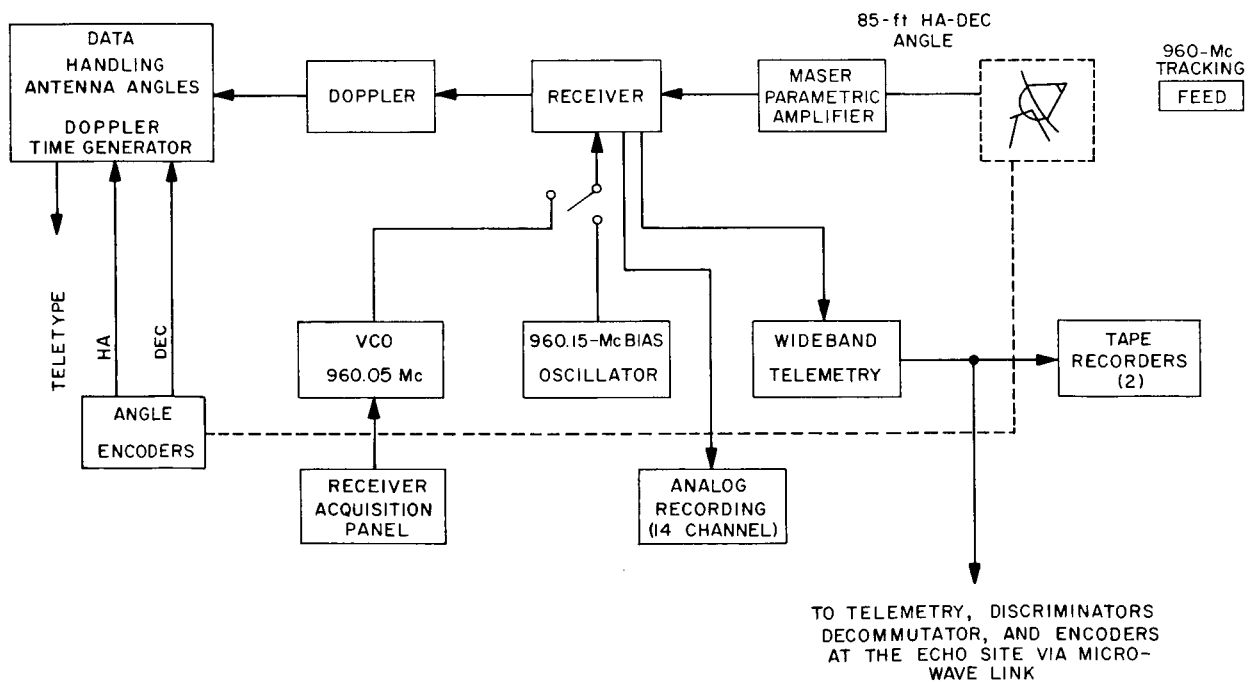 85-ft HA-DEC
ANGLE
960-Mc
TRACKING
FEED
DATA
HANDLING
ANTENNA ANGLES
DOPPLER
TIME GENERATOR
DOPPLER
RECEIVER
MASER
PARAMETRIC
AMPLIFIER
TELETYPE
HA
DEC
VCO
960.05 Mc
960.15-Mc BIAS
OSCILLATOR
WIDEBAND
TELEMETRY
TAPE
RECORDERS
(2)
ANGLE
ENCODERS
RECEIVER
ACQUISITION
PANEL
ANALOG
RECORDING
(14 CHANNEL)
TO TELEMETRY, DISCRIMINATORS
DECOMMUTATOR, AND ENCODERS
AT THE ECHO SITE VIA MICRO-
WAVE LINK